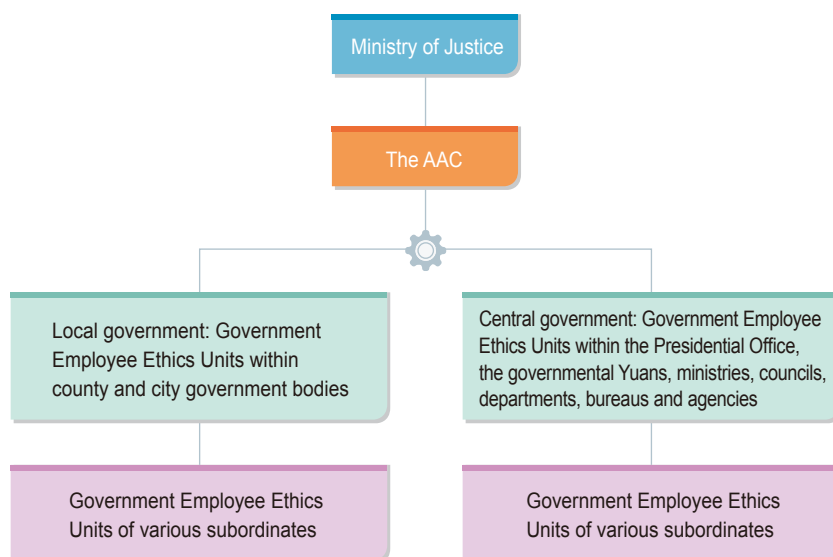 Ministry of Justice
The AAC
Local government: Government
Employee Ethics Units within
county and city government bodies
Central government: Government Employee
Ethics Units within the Presidential Office,
the governmental Yuans, ministries, councils,
departments, bureaus and agencies
Government Employee Ethics
Units of various subordinates
Government Employee Ethics
Units of various subordinates